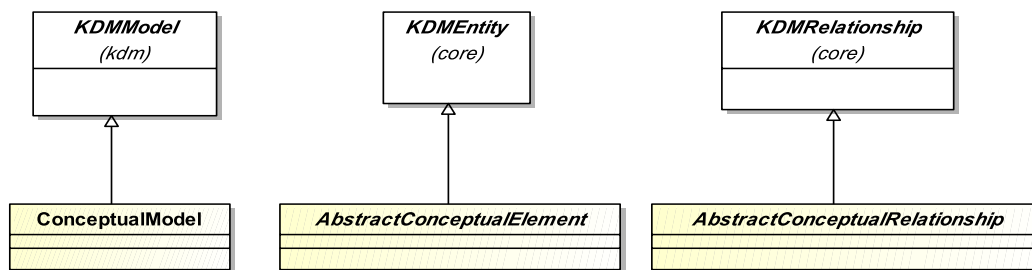 KDMModel
(kdm)
KDMEntity
(core)
KDMRelationship
(core)
ConceptualModel
AbstractConceptualElement
AbstractConceptualRelationship